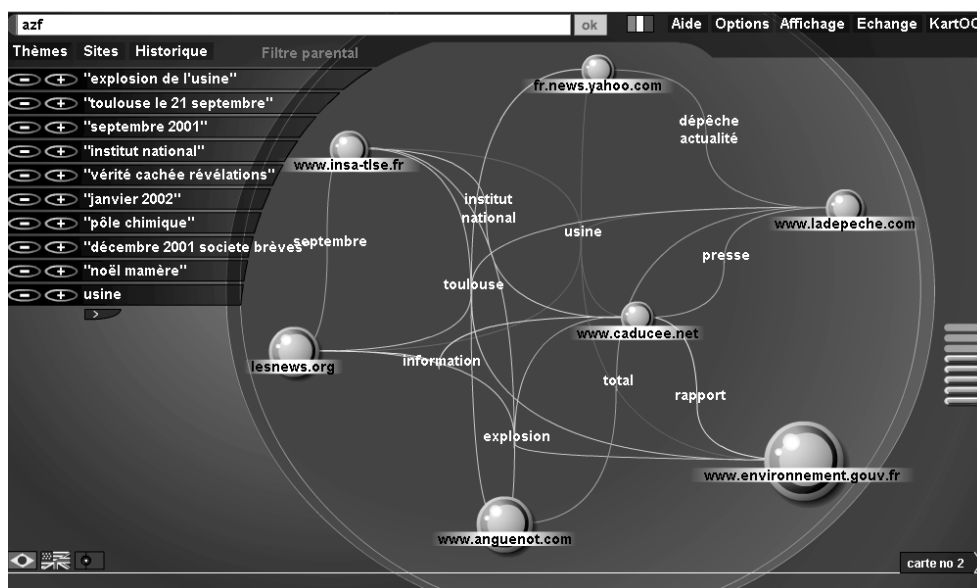 azf
ok
Aide Options Affichage Echange KartOO
Thèmes Sites Historique Filtre parental
"explosion de l'usine"
"toulouse le 21 septembre"
"septembre 2001"
"institut national"
"vérité cachée révélations"
"janvier 2002"
"pôle chimique"
"décembre 2001 societe brèves"
"noël mamère"
usine
>
fr.news.yahoo.com
dépêche
actualité
www.insa-tlse.fr
institut
national
www.ladepeche.com
usine
septembre
presse
toulouse
www.caducee.net
information
lesnews.org
total
rapport
explosion
www.environnement.gouv.fr
www.anguenot.com
carte no 2